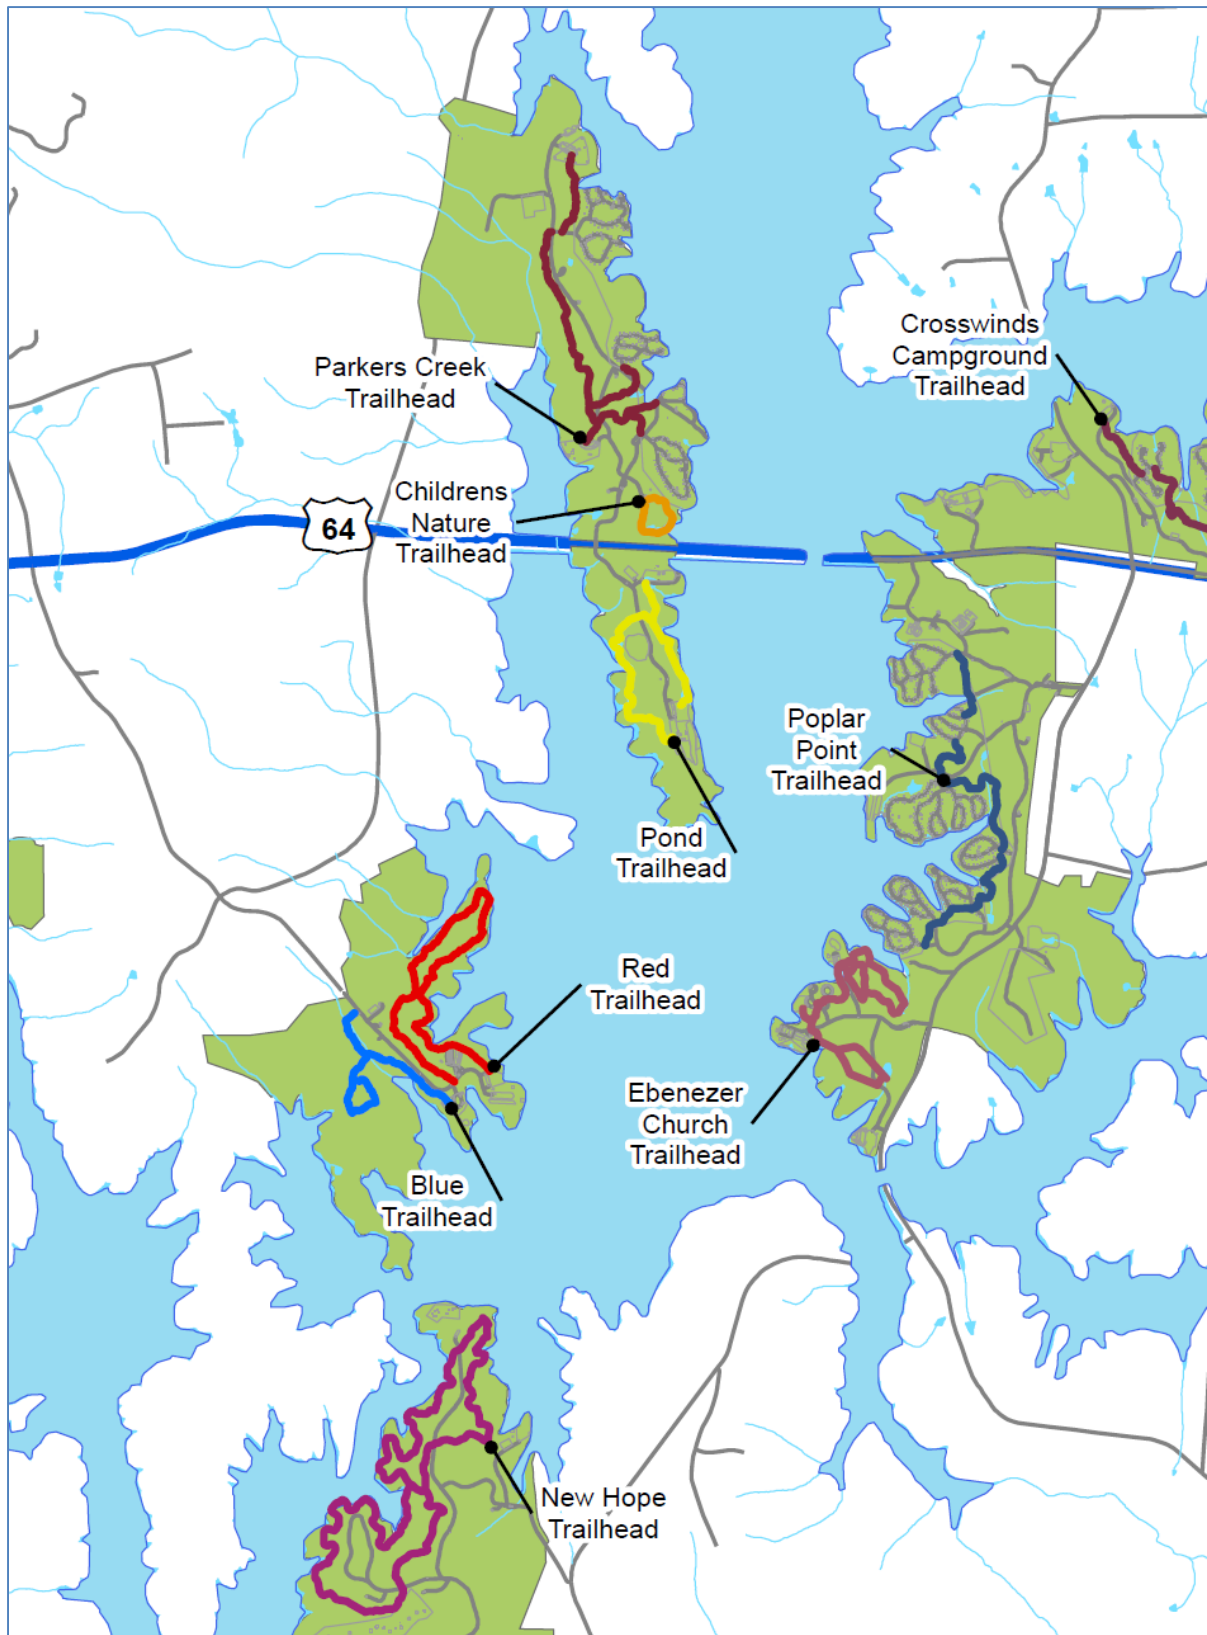 Crosswinds
Campground
Trailhead
Parkers Creek
Trailhead
Childrens
Nature
Trailhead
64
Poplar
Point
Trailhead
Pond
Trailhead
Red
Trailhead
Ebenezer
Church
Trailhead
Blue
Trailhead
New Hope
Trailhead